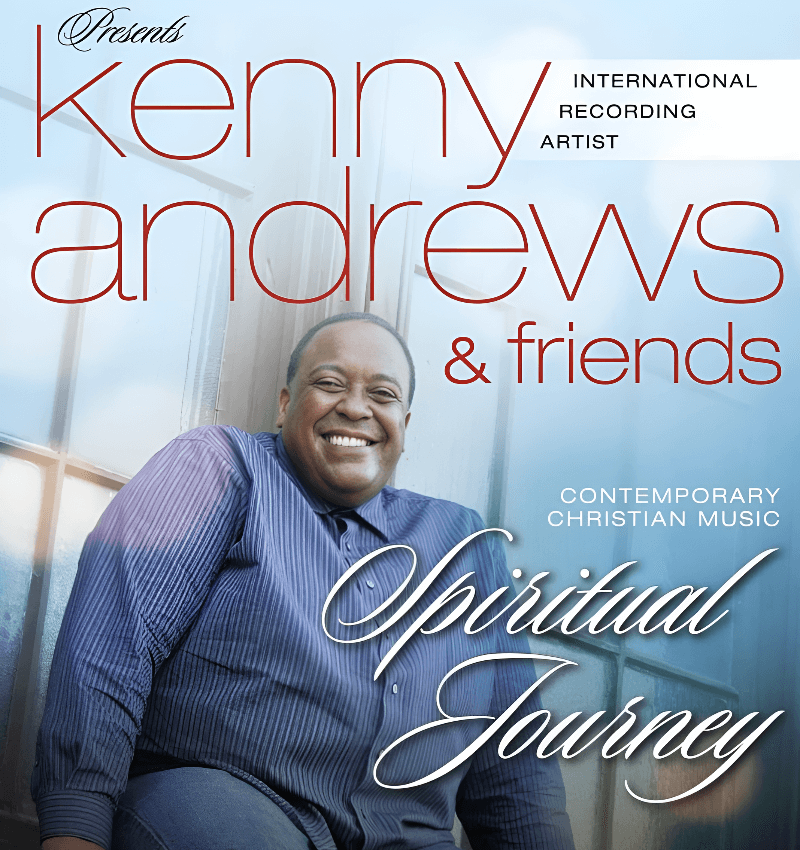 Presents
kenny
INTERNATIONAL
RECORDING
ARTIST
andrews
& friends
CONTEMPORARY
CHRISTIAN MUSIC
Spiritual
Journey